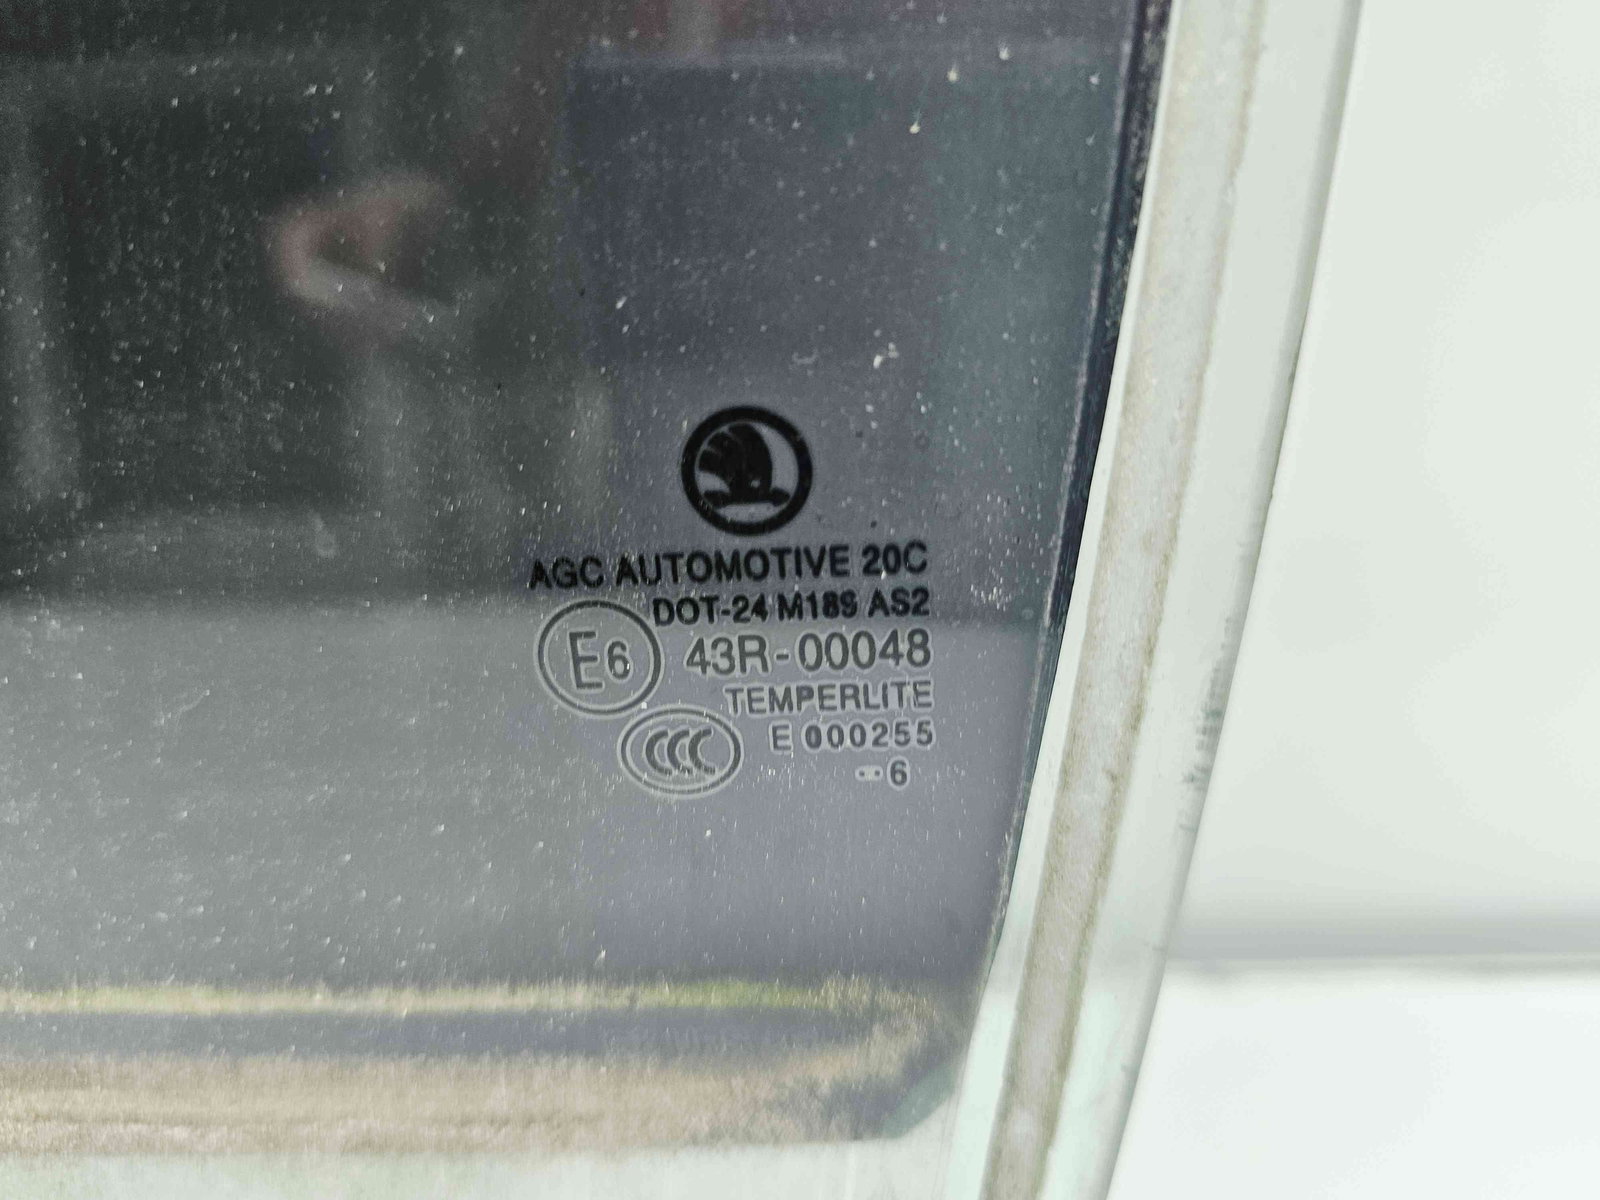 AGC AUTOMOTIVE 20C
DOT-24 M18S AS2
E6 43R-00048
TEMPERLITE
CCC E 000255
·· 6